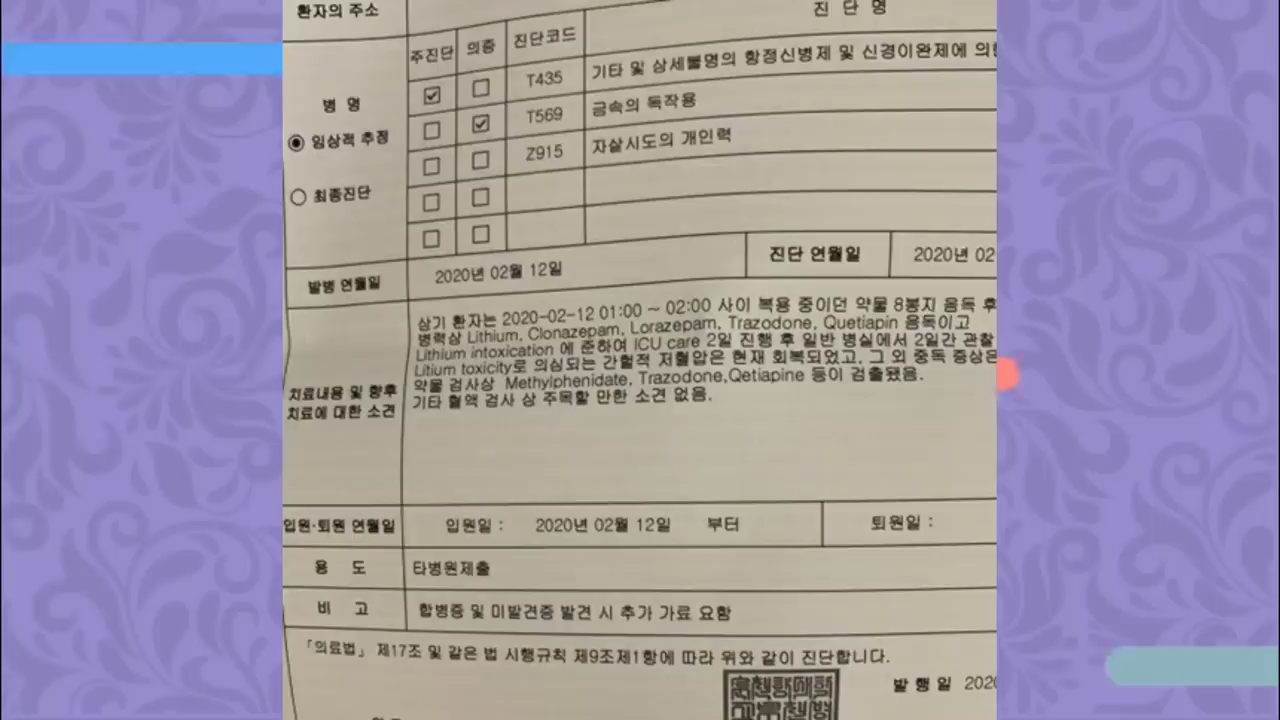 환자의 주소
진 단 명
주진단 의증 진단코드
병 명
T435 기타 및 상세불명의 항정신병제 및 신경이완제에 의한
T569 금속의 독작용
임상적 추정
Z915 자살시도의 개인력
최종진단
발병 연월일 2020년 02월 12일 진단 연월일 2020년 02
상기 환자는 2020-02-12 01:00 ~ 02:00 사이 복용 중이던 약물 8봉지 음독 후
병력상 Lithium, Clonazepam, Lorazepam, Trazodone, Quetiapin 음독이고
Lithium intoxication 에 준하여 ICU care 2일 진행 후 일반 병실에서 2일간 관찰
Litium toxicity로 의심되는 간헐적 저혈압은 현재 회복되었고, 그 외 중독 증상은
약물 검사상 Methylphenidate, Trazodone,Qetiapine 등이 검출됐음.
기타 혈액 검사 상 주목할 만한 소견 없음.
치료내용 및 향후
치료에 대한 소견
입원·퇴원 연월일 입원일 : 2020년 02월 12일 부터 퇴원일 :
용 도 타병원제출
비 고 합병증 및 미발견증 발견 시 추가 가료 요함
「의료법」 제17조 및 같은 법 시행규칙 제9조제1항에 따라 위와 같이 진단합니다.
발 행 일 2020